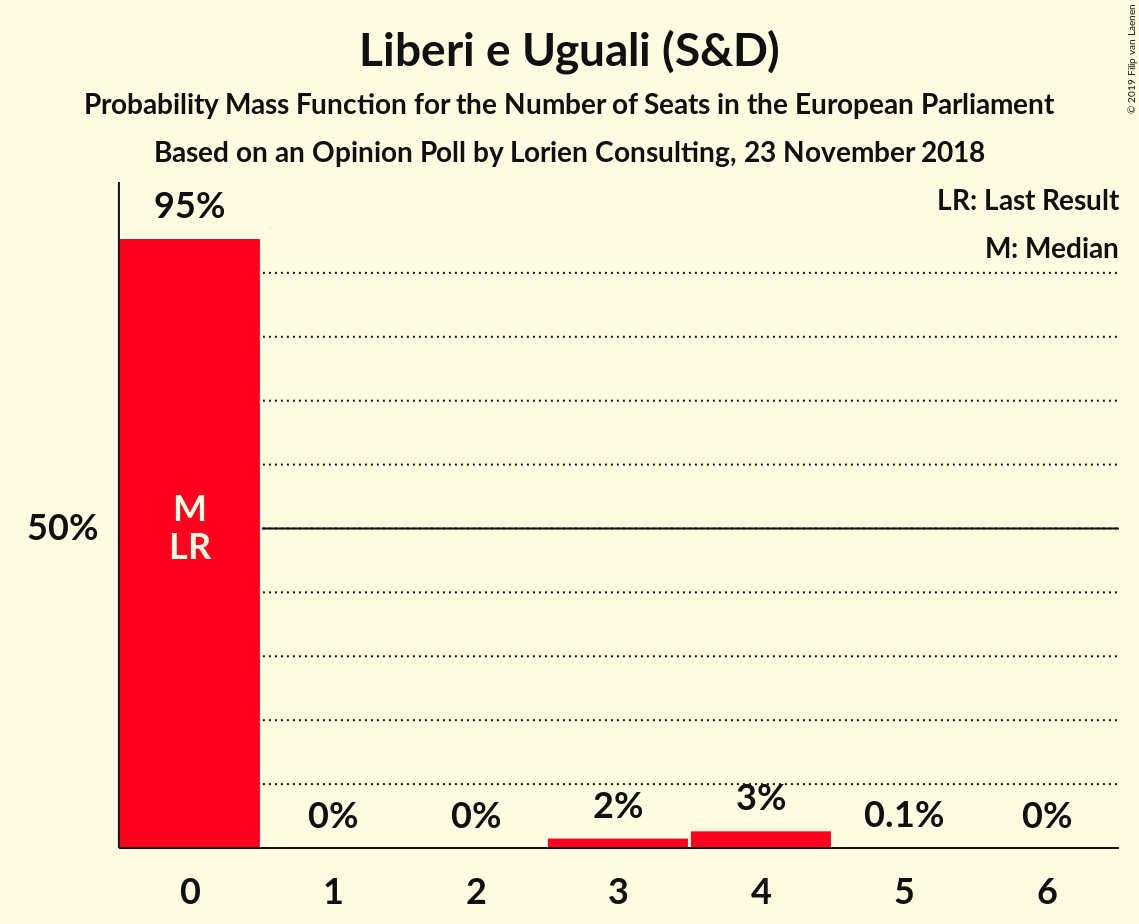 Liberi e Uguali (S&D)
Probability Mass Function for the Number of Seats in the European Parliament
Based on an Opinion Poll by Lorien Consulting, 23 November 2018
© 2019 Filip van Laenen
LR: Last Result
M: Median
95%
50%
M
LR
0%
0%
2%
3%
0.1%
0%
0
1
2
3
4
5
6